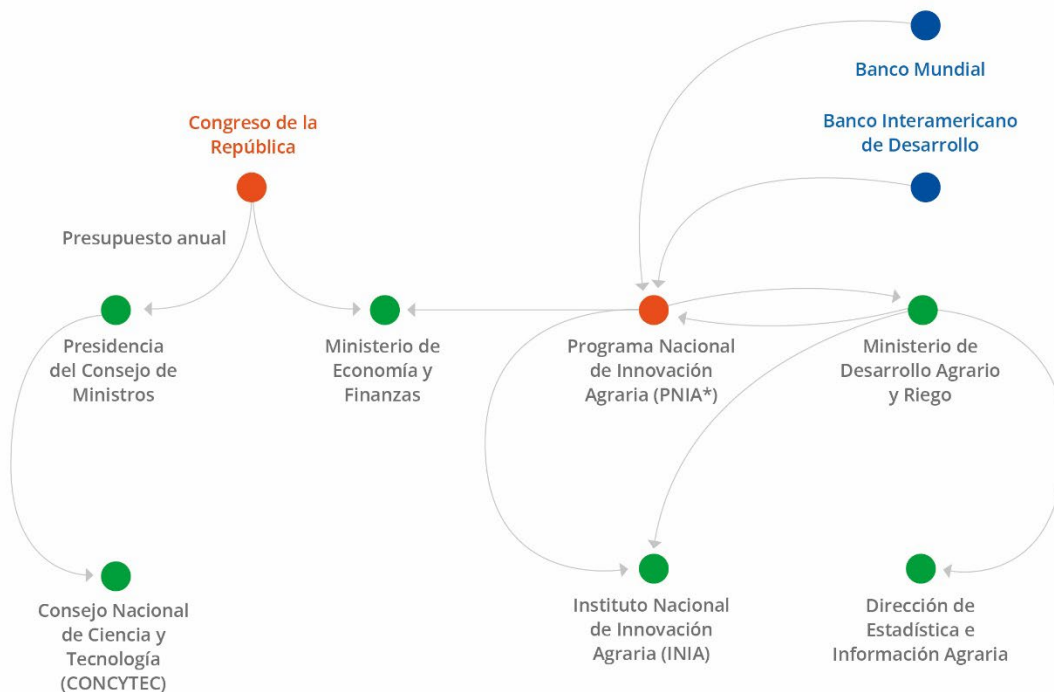 Banco Mundial
Banco Interamericano
de Desarrollo
Congreso de la
República
Presupuesto anual
Presidencia
del Consejo de
Ministros
Ministerio de
Economía y
Finanzas
Programa Nacional
de Innovación
Agraria (PNIA*)
Ministerio de
Desarrollo Agrario
y Riego
Consejo Nacional
de Ciencia y
Tecnología
(CONCYTEC)
Instituto Nacional
de Innovación
Agraria (INIA)
Dirección de
Estadística e
Información Agraria